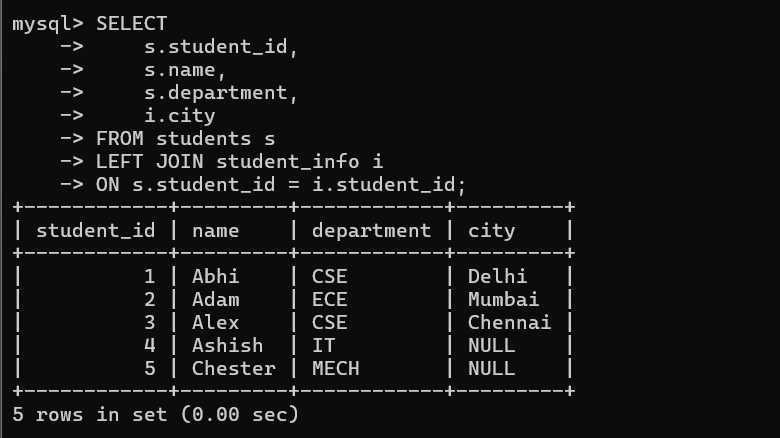 mysql> SELECT
    ->     s.student_id,
    ->     s.name,
    ->     s.department,
    ->     i.city
    -> FROM students s
    -> LEFT JOIN student_info i
    -> ON s.student_id = i.student_id;
+------------+---------+------------+---------+
| student_id | name    | department | city    |
+------------+---------+------------+---------+
|          1 | Abhi    | CSE        | Delhi   |
|          2 | Adam    | ECE        | Mumbai  |
|          3 | Alex    | CSE        | Chennai |
|          4 | Ashish  | IT         | NULL    |
|          5 | Chester | MECH       | NULL    |
+------------+---------+------------+---------+
5 rows in set (0.00 sec)